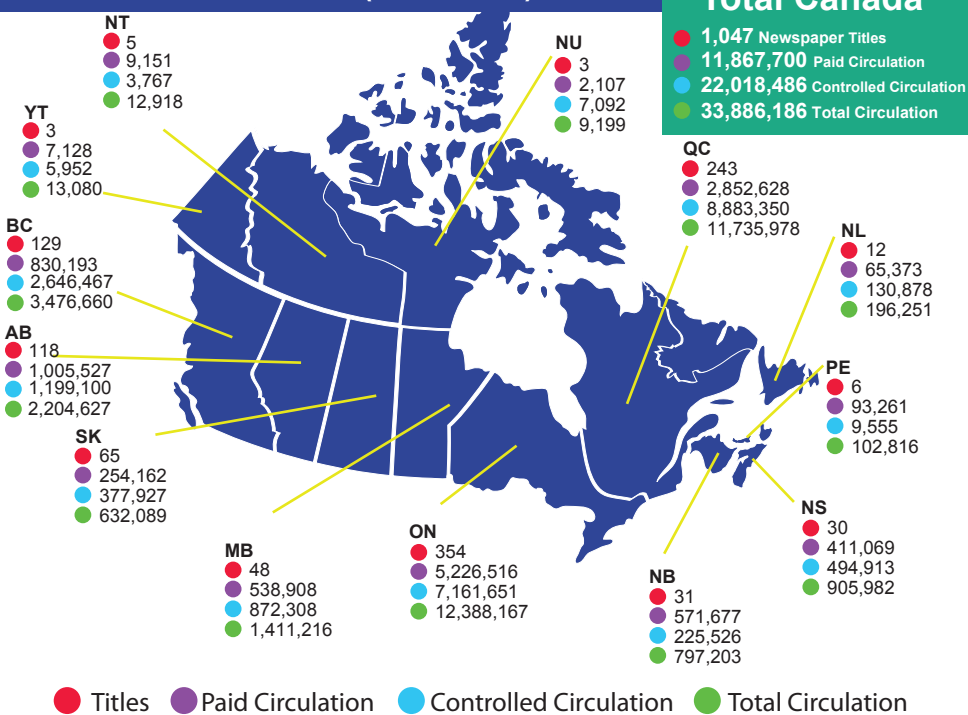 Total Canada
1,047 Newspaper Titles
11,867,700 Paid Circulation
22,018,486 Controlled Circulation
33,886,186 Total Circulation
NT
5
9,151
3,767
12,918
NU
3
2,107
7,092
9,199
YT
3
7,128
5,952
13,080
QC
243
2,852,628
8,883,350
11,735,978
BC
129
830,193
2,646,467
3,476,660
NL
12
65,373
130,878
196,251
AB
118
1,005,527
1,199,100
2,204,627
PE
6
93,261
9,555
102,816
SK
65
254,162
377,927
632,089
NS
30
411,069
494,913
905,982
MB
48
538,908
872,308
1,411,216
ON
354
5,226,516
7,161,651
12,388,167
NB
31
571,677
225,526
797,203
Titles Paid Circulation Controlled Circulation Total Circulation